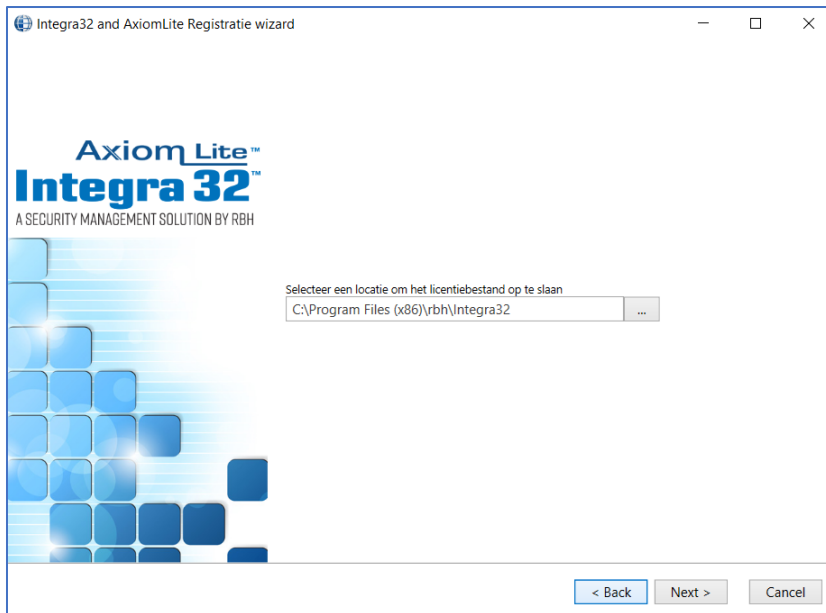 Integra32 and AxiomLite Registratie wizard
Axiom Lite™
Integra 32™
A SECURITY MANAGEMENT SOLUTION BY RBH
Selecteer een locatie om het licentiebestand op te slaan
C:\Program Files (x86)\rbh\Integra32
...
< Back
Next >
Cancel